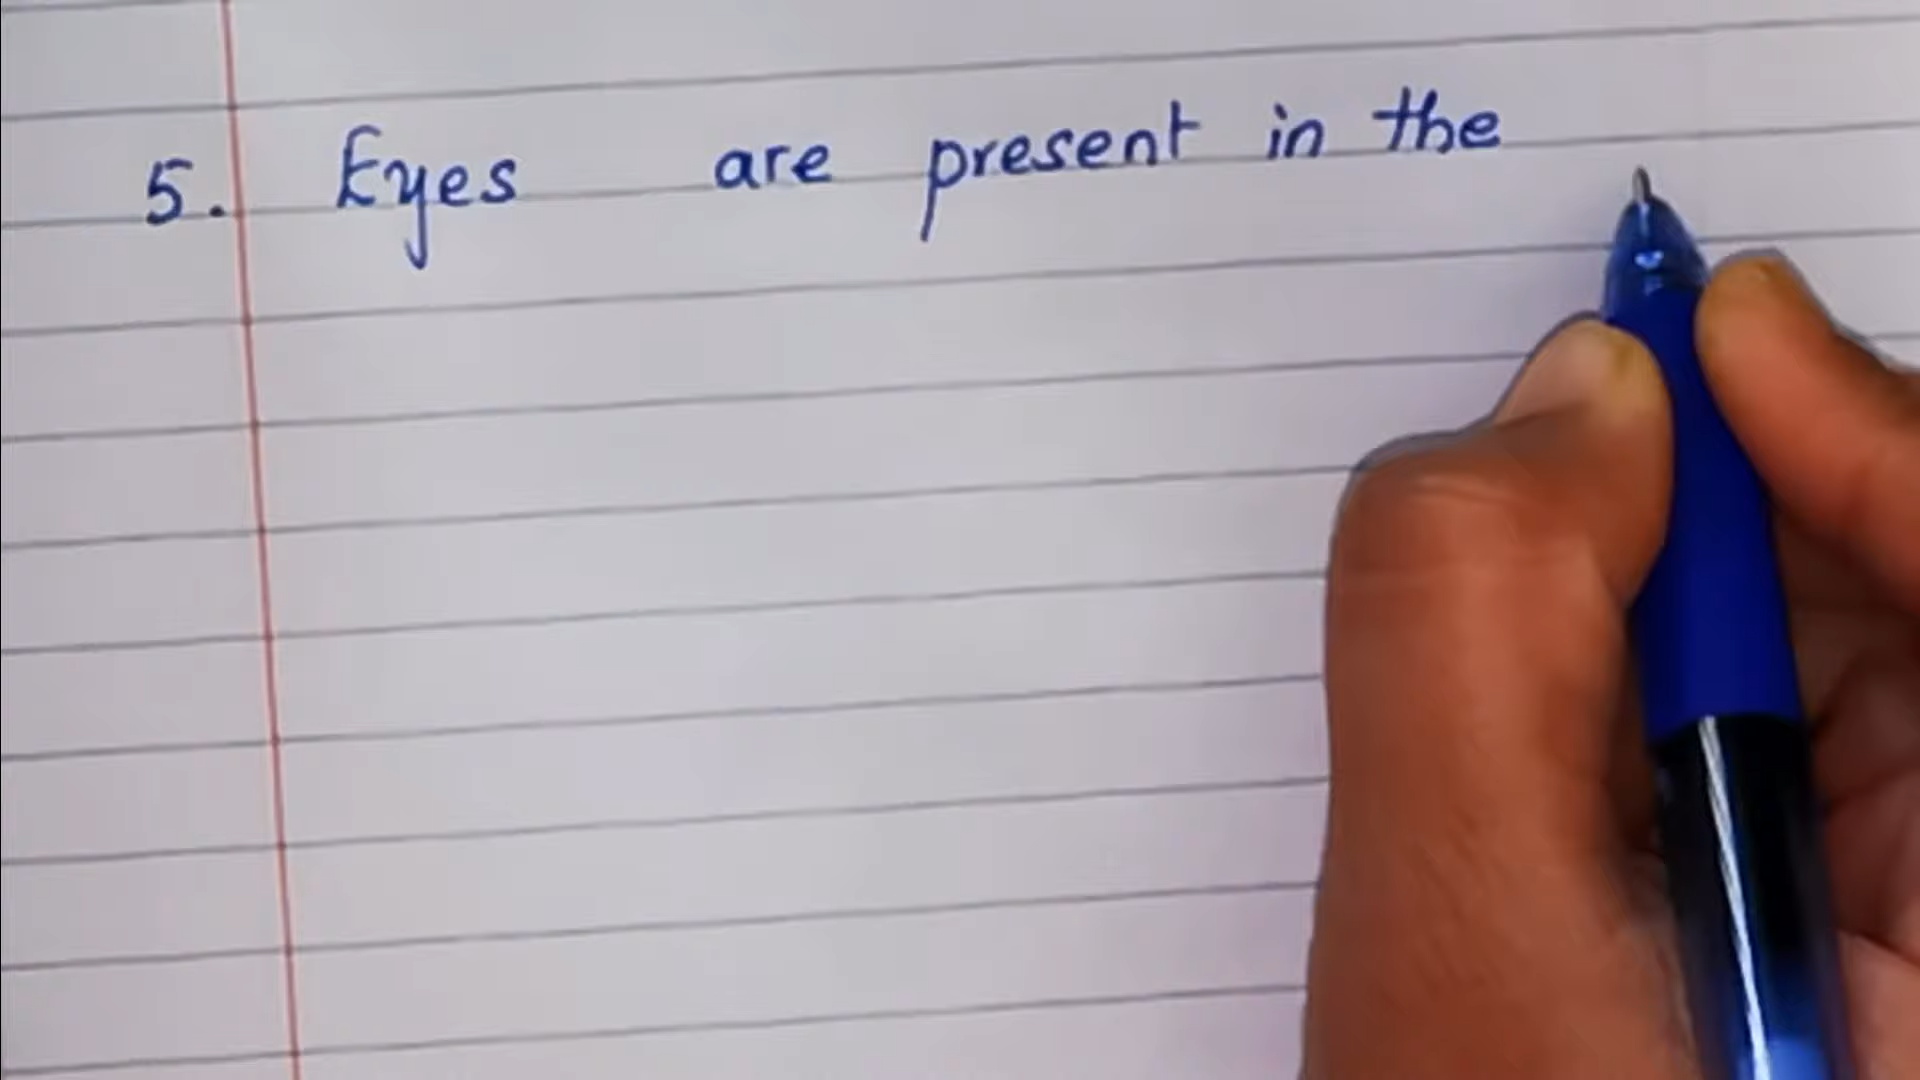 5. Eyes are present in the